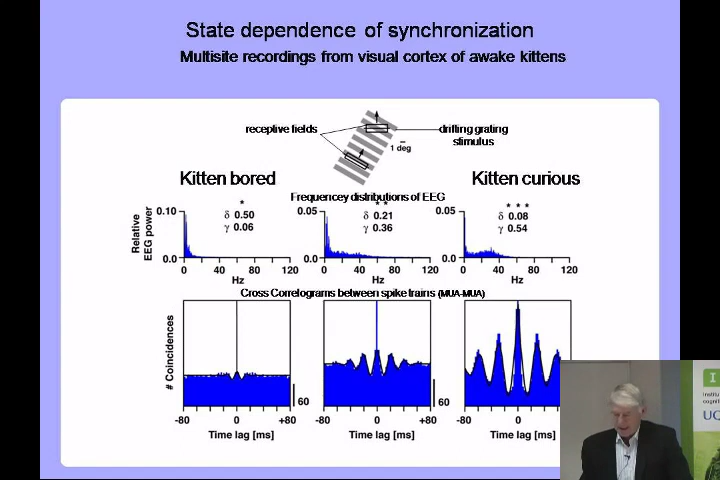 State dependence of synchronization
Multisite recordings from visual cortex of awake kittens
receptive fields
drifting grating
stimulus
1 deg
Kitten bored
Kitten curious
Frequencey distributions of EEG
Relative
EEG power
0.10
0.0
*
δ 0.50
γ 0.06
0 40 80 120
Hz
0.05
0.0
* *
δ 0.21
γ 0.36
0 40 80 120
Hz
0.05
0.0
* * *
δ 0.08
γ 0.54
0 40 80 120
Hz
Cross Correlograms between spike trains (MUA-MUA)
# Coincidences
60
-80 0 +80
Time lag [ms]
60
-80 0 +80
Time lag [ms]
-80 0
Time lag [ms]
I
Institu
cognit
UQ